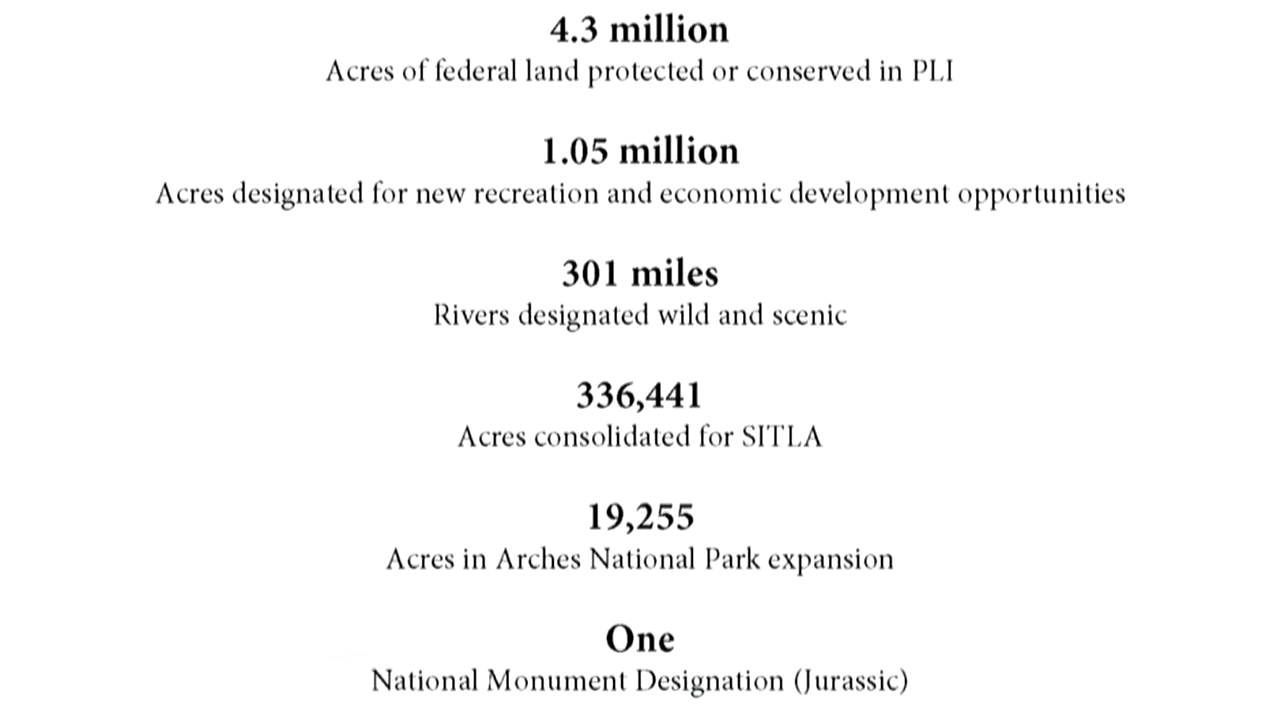 4.3 million
Acres of federal land protected or conserved in PLI
1.05 million
Acres designated for new recreation and economic development opportunities
301 miles
Rivers designated wild and scenic
336,441
Acres consolidated for SITLA
19,255
Acres in Arches National Park expansion
One
National Monument Designation (Jurassic)